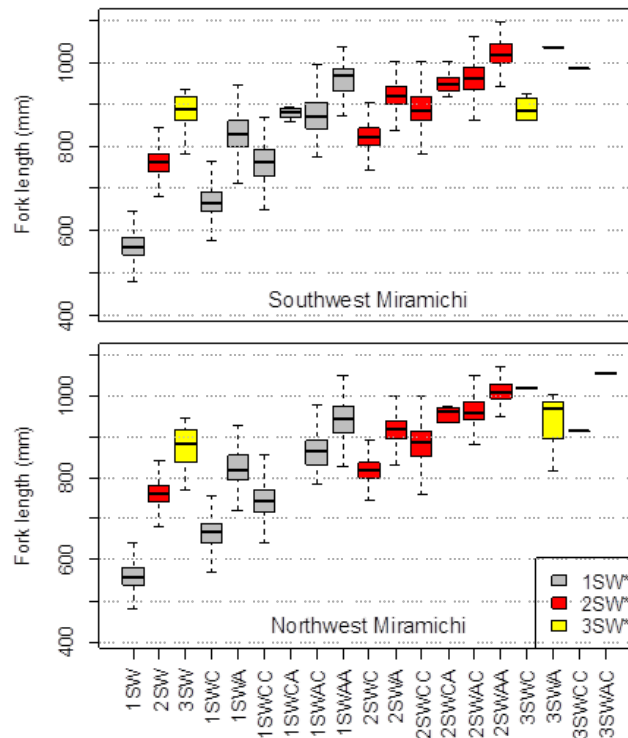 Fork length (mm)
1000
800
600
400
Southwest Miramichi
Fork length (mm)
1000
800
600
400
Northwest Miramichi
1SW*
2SW*
3SW*
1SW
2SW
3SW
1SWC
1SWA
1SWCC
1SWCA
1SWAC
1SWAA
2SWC
2SWA
2SWCC
2SWCA
2SWAC
2SWAA
3SWC
3SWA
3SWCC
3SWAC